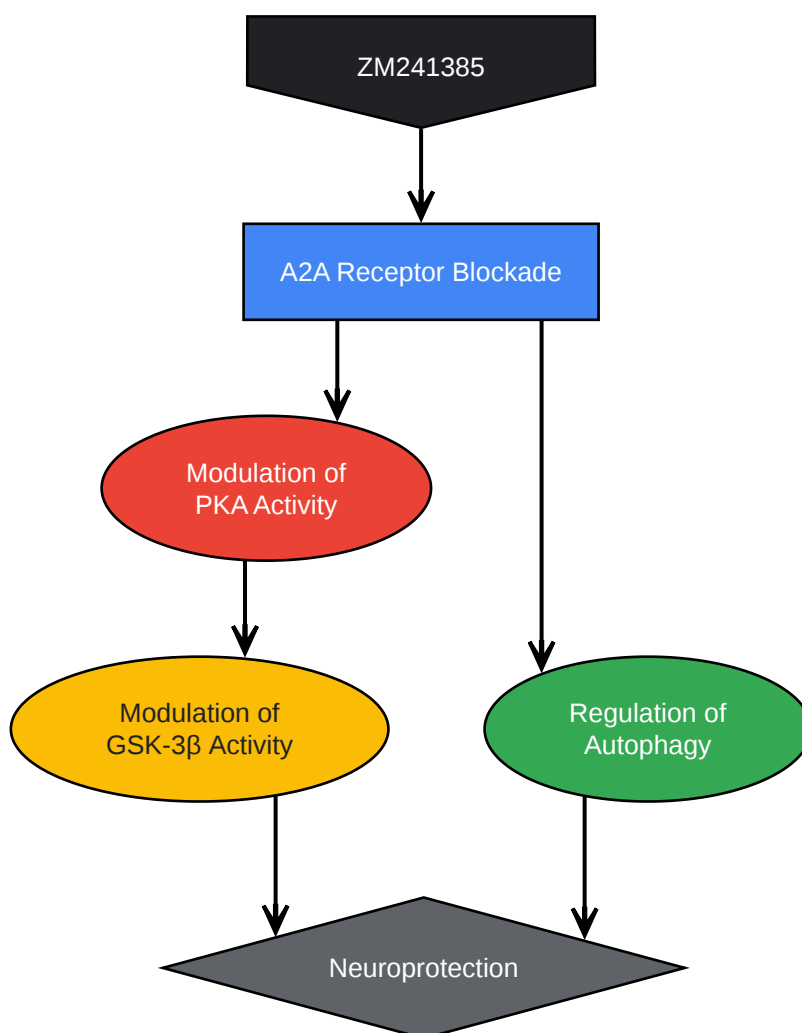 ZM241385
A2A Receptor Blockade
Modulation of
PKA Activity
Modulation of
GSK-3β Activity
Regulation of
Autophagy
Neuroprotection